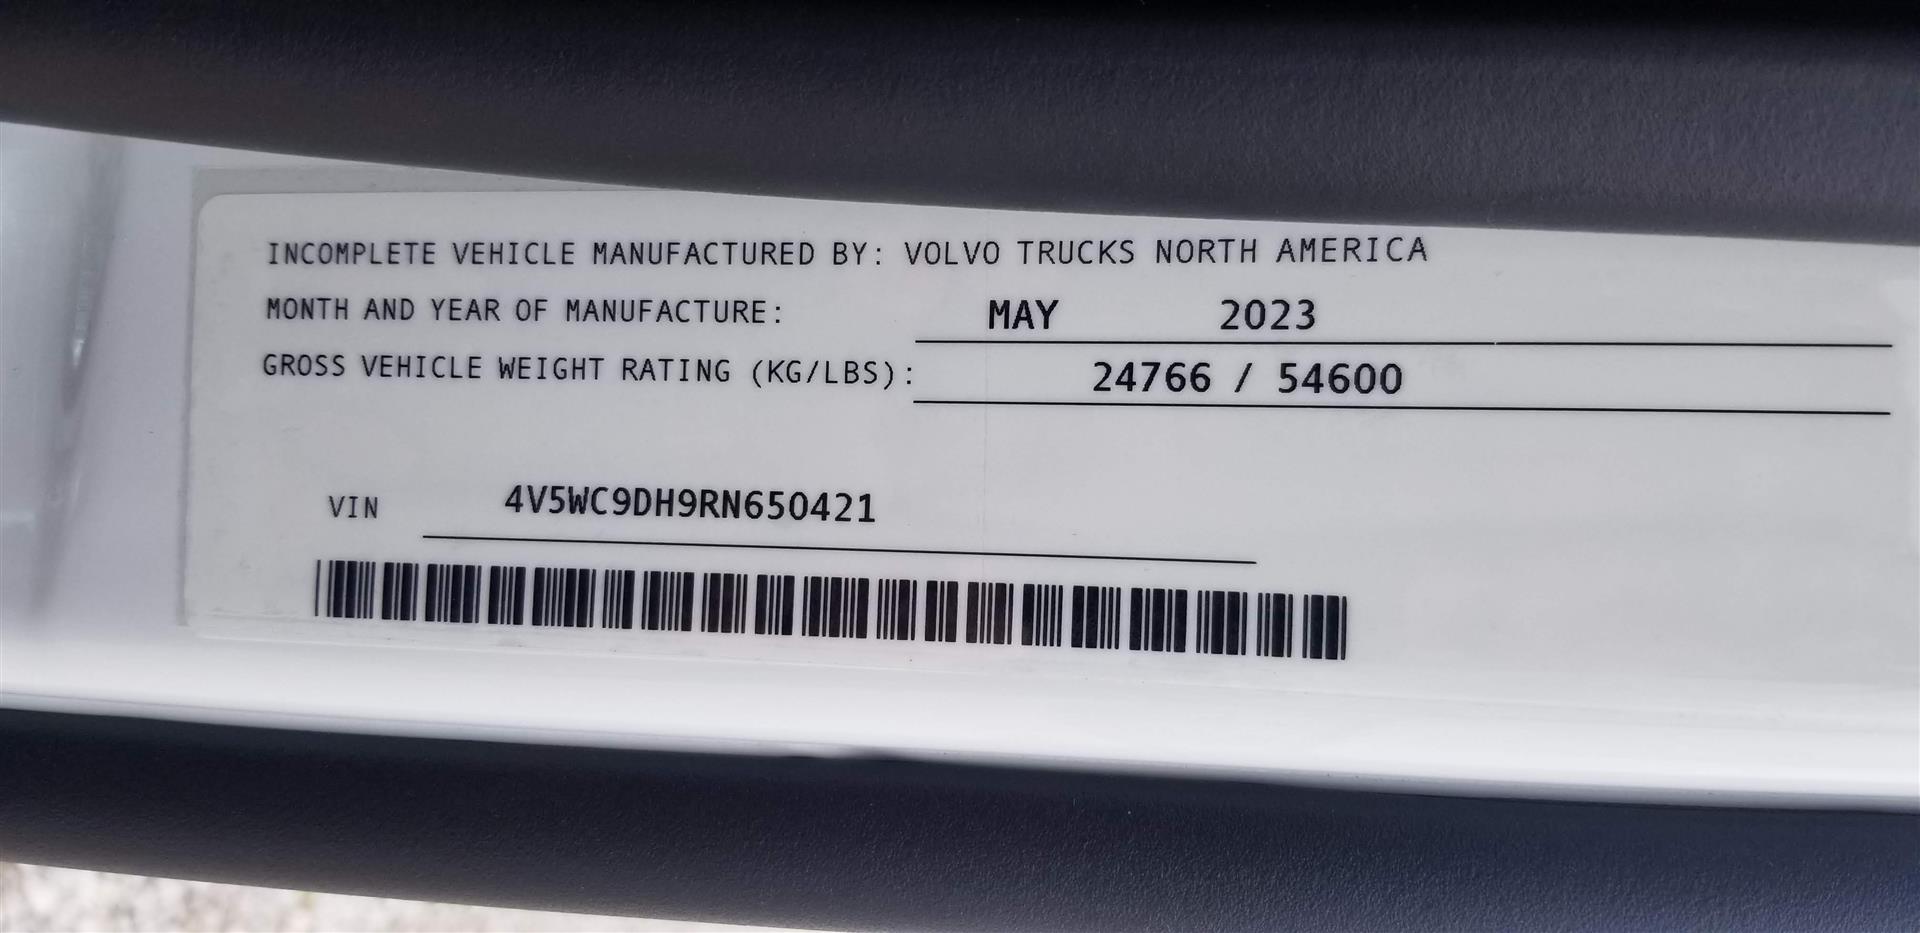 INCOMPLETE VEHICLE MANUFACTURED BY: VOLVO TRUCKS NORTH AMERICA
MONTH AND YEAR OF MANUFACTURE: MAY 2023
GROSS VEHICLE WEIGHT RATING (KG/LBS): 24766 / 54600
VIN 4V5WC9DH9RN650421